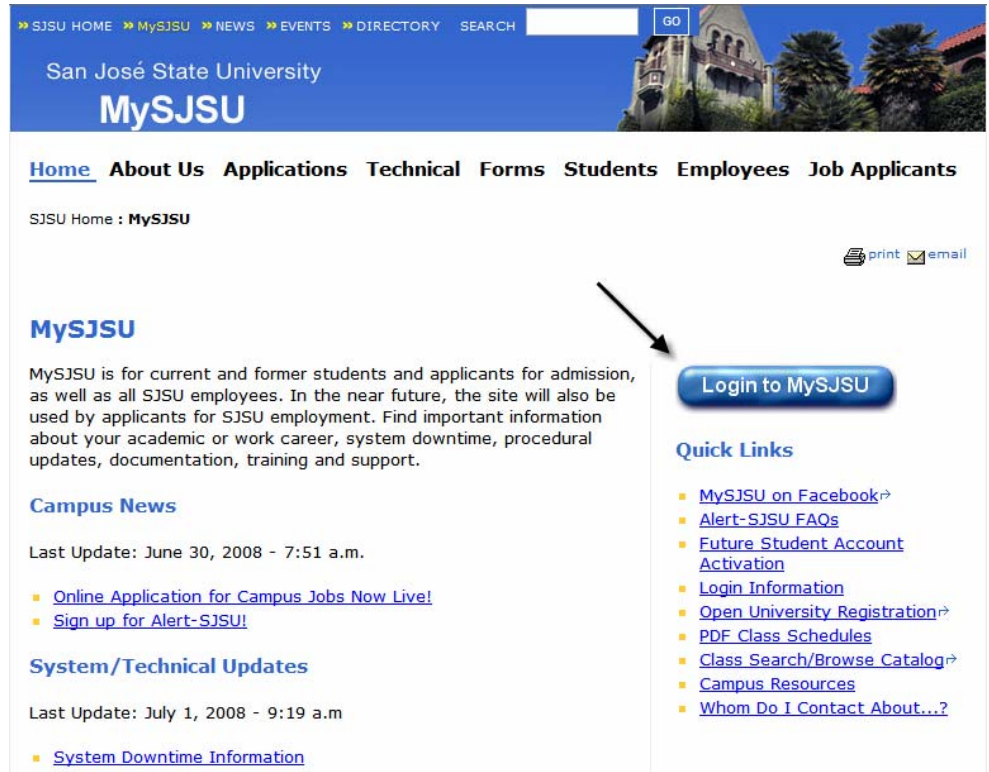 » SJSU HOME » MySJSU » NEWS » EVENTS » DIRECTORY SEARCH GO
San José State University
MySJSU
Home About Us Applications Technical Forms Students Employees Job Applicants
SJSU Home : MySJSU
print email
MySJSU
MySJSU is for current and former students and applicants for admission,
as well as all SJSU employees. In the near future, the site will also be
used by applicants for SJSU employment. Find important information
about your academic or work career, system downtime, procedural
updates, documentation, training and support.
Campus News
Last Update: June 30, 2008 - 7:51 a.m.
Online Application for Campus Jobs Now Live!
Sign up for Alert-SJSU!
System/Technical Updates
Last Update: July 1, 2008 - 9:19 a.m
System Downtime Information
Login to MySJSU
Quick Links
MySJSU on Facebook
Alert-SJSU FAQs
Future Student Account
Activation
Login Information
Open University Registration
PDF Class Schedules
Class Search/Browse Catalog
Campus Resources
Whom Do I Contact About...?